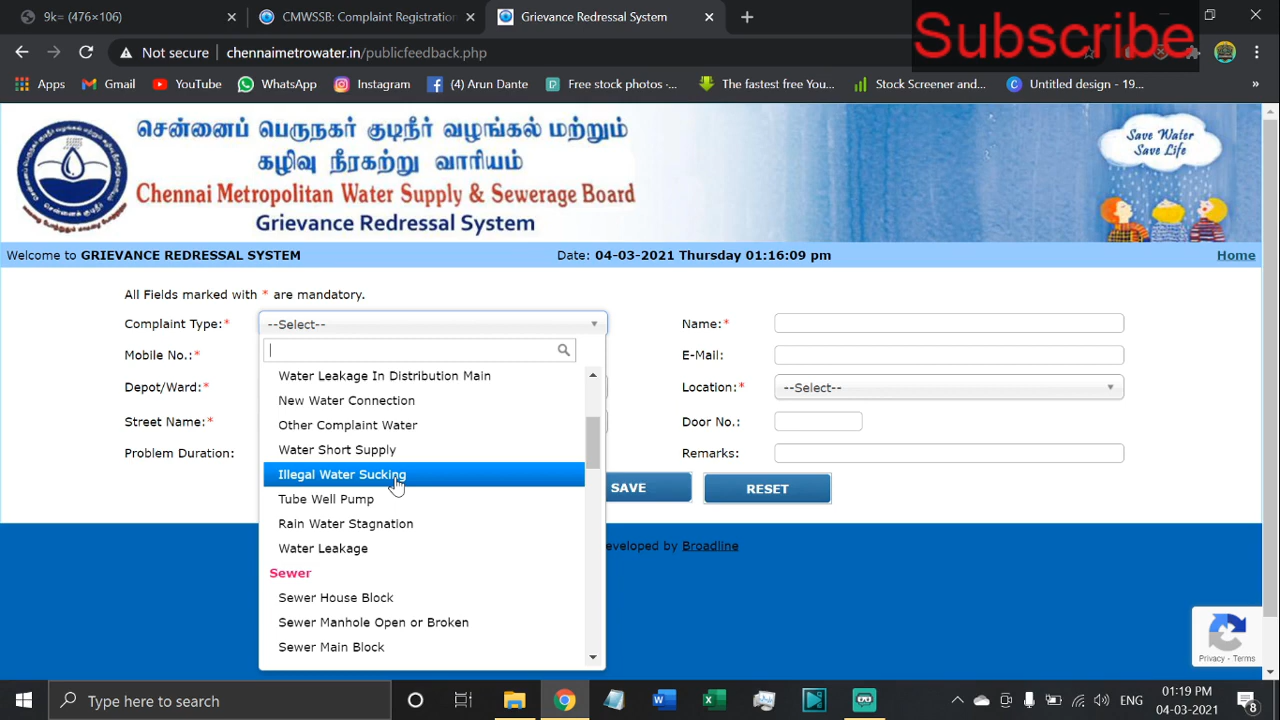 9k= (476×106)
CMWSSB: Complaint Registration
Grievance Redressal System
Subscribe
Not secure
chennaimetrowater.in/publicfeedback.php
Apps
Gmail
YouTube
WhatsApp
Instagram
(4) Arun Dante
Free stock photos -...
The fastest free You...
Stock Screener and...
Untitled design - 19...
»
சென்னைப் பெருநகர் குடிநீர் வழங்கல் மற்றும்
கழிவு நீரகற்று வாரியம்
Chennai Metropolitan Water Supply & Sewerage Board
Grievance Redressal System
Save Water
Save Life
Welcome to GRIEVANCE REDRESSAL SYSTEM
Date: 04-03-2021 Thursday 01:16:09 pm
Home
All Fields marked with * are mandatory.
Complaint Type:*
--Select--
Name:*
Mobile No.:*
E-Mail:
Depot/Ward:*
Location:*
--Select--
Street Name:*
Door No.:
Problem Duration:
Remarks:
Water Leakage In Distribution Main
New Water Connection
Other Complaint Water
Water Short Supply
Illegal Water Sucking
Tube Well Pump
Rain Water Stagnation
Water Leakage
Sewer
Sewer House Block
Sewer Manhole Open or Broken
Sewer Main Block
SAVE
RESET
eveloped by Broadline
Privacy - Terms
Type here to search
ENG
01:19 PM
04-03-2021
8